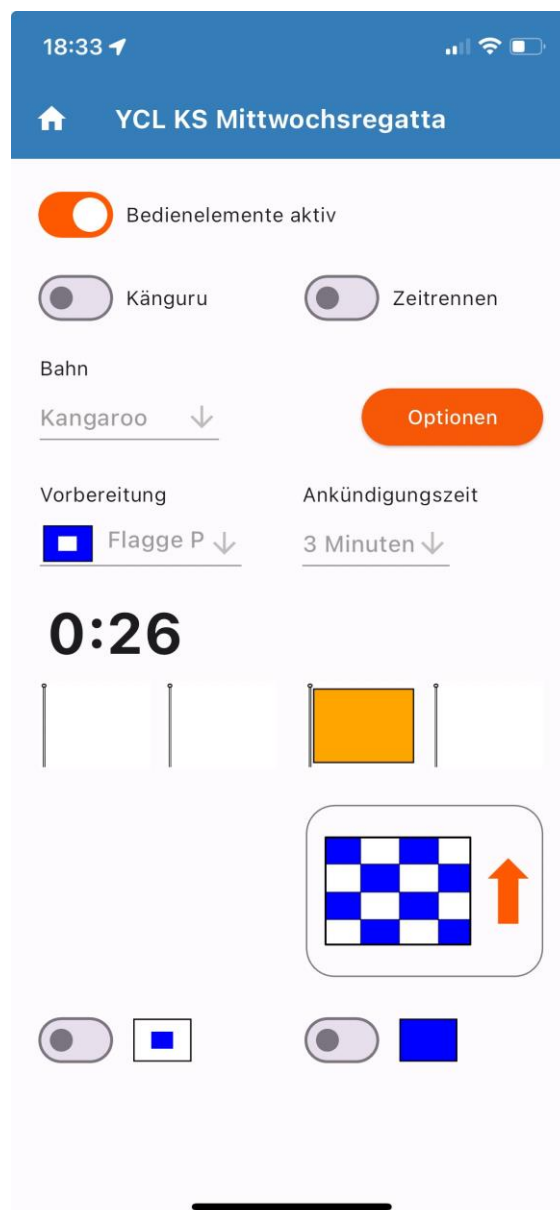 18:33
YCL KS Mittwochsregatta
Bedienelemente aktiv
Känguru
Zeitrennen
Bahn
Kangaroo
Optionen
Vorbereitung
Ankündigungszeit
Flagge P
3 Minuten
0:26